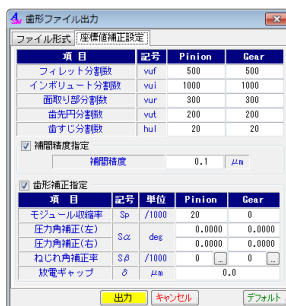 歯形ファイル出力
ファイル形式 座標値補正設定
項 目 記号 Pinion Gear
フィレット分割数 vuf 500 500
インボリュート分割数 vui 1000 1000
面取り部分割数 vur 300 300
歯先円分割数 vut 200 200
歯すじ分割数 hul 20 20
補間精度指定
補間精度 0.1 μm
歯形補正指定
項 目 記号 単位 Pinion Gear
モジュール収縮率 Sp /1000 20 0
圧力角補正(左) Sα deg 0.0000 0.0000
圧力角補正(右) 0.0000 0.0000
ねじれ角補正率 Sβ /1000 0 ... 0 ...
放電ギャップ δ μm 0.0
出力 キャンセル デフォルト